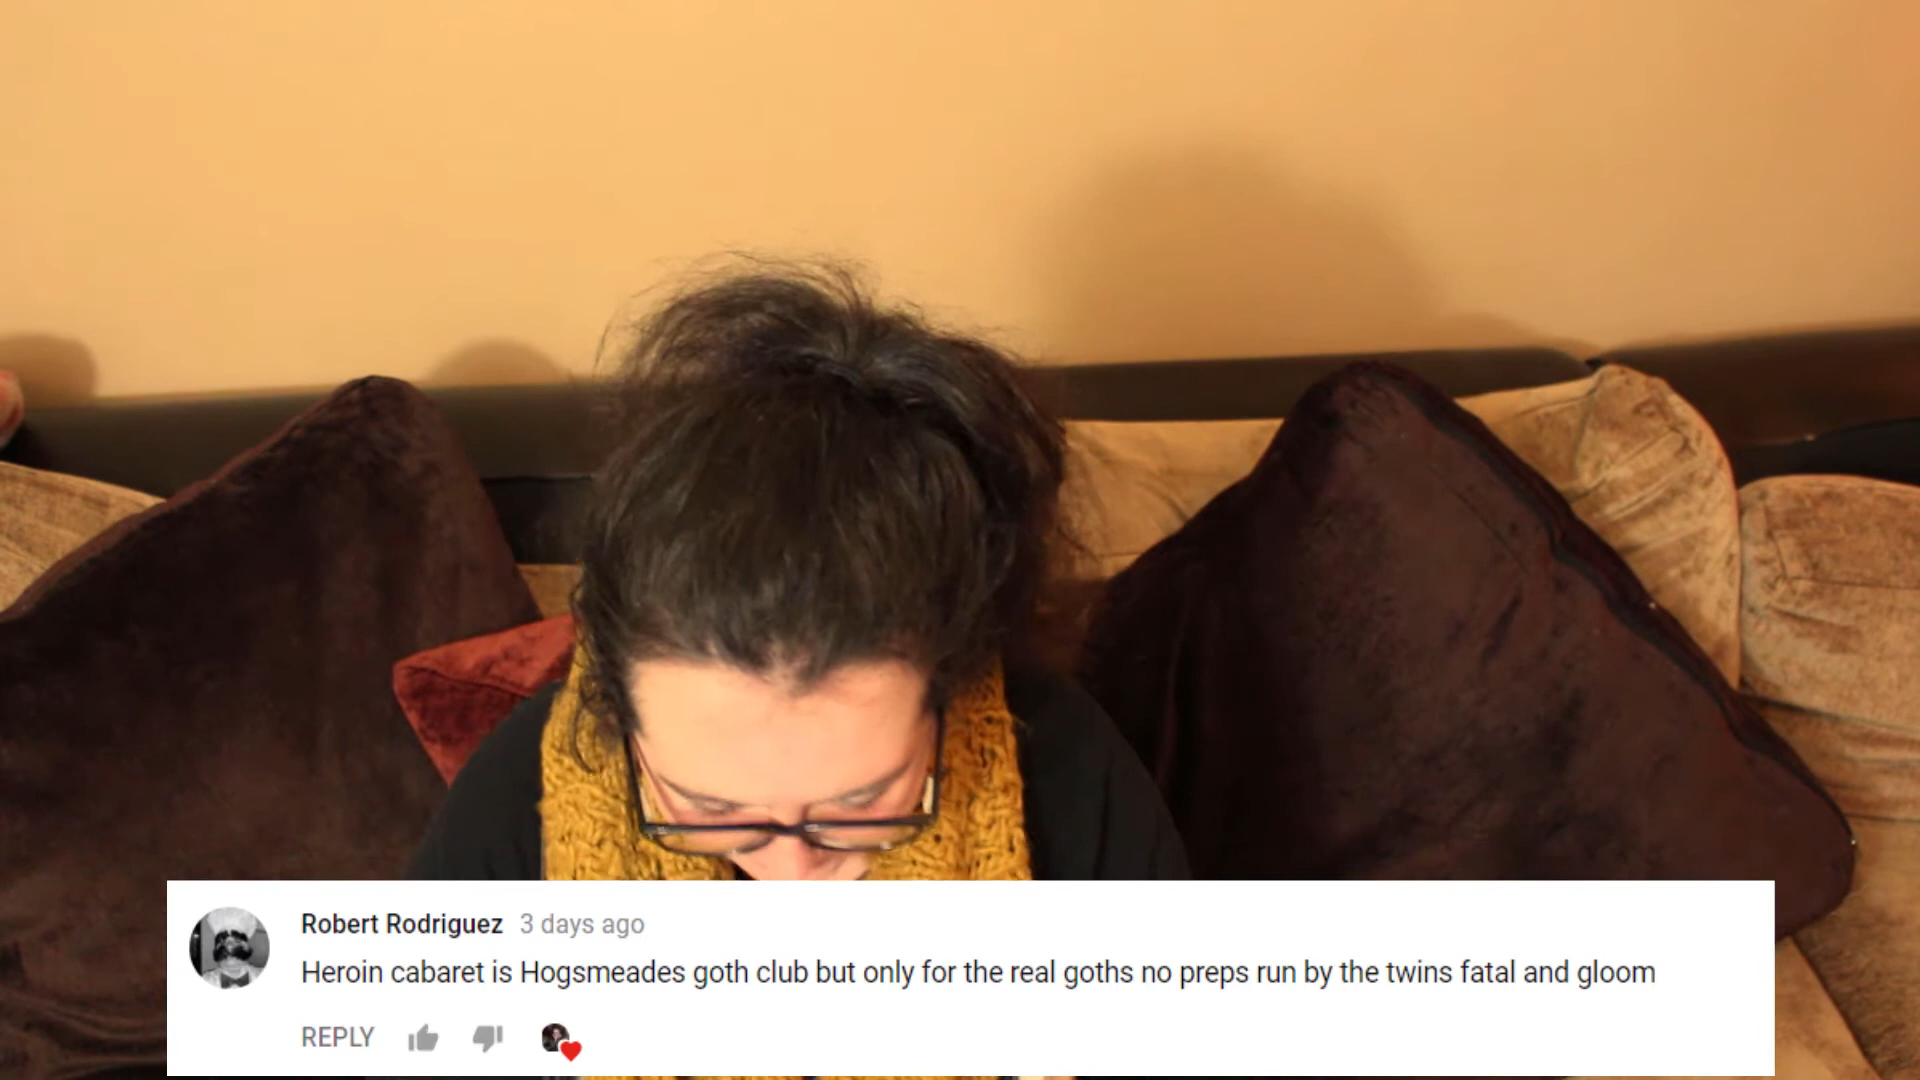 Robert Rodriguez 3 days ago
Heroin cabaret is Hogsmeades goth club but only for the real goths no preps run by the twins fatal and gloom
REPLY